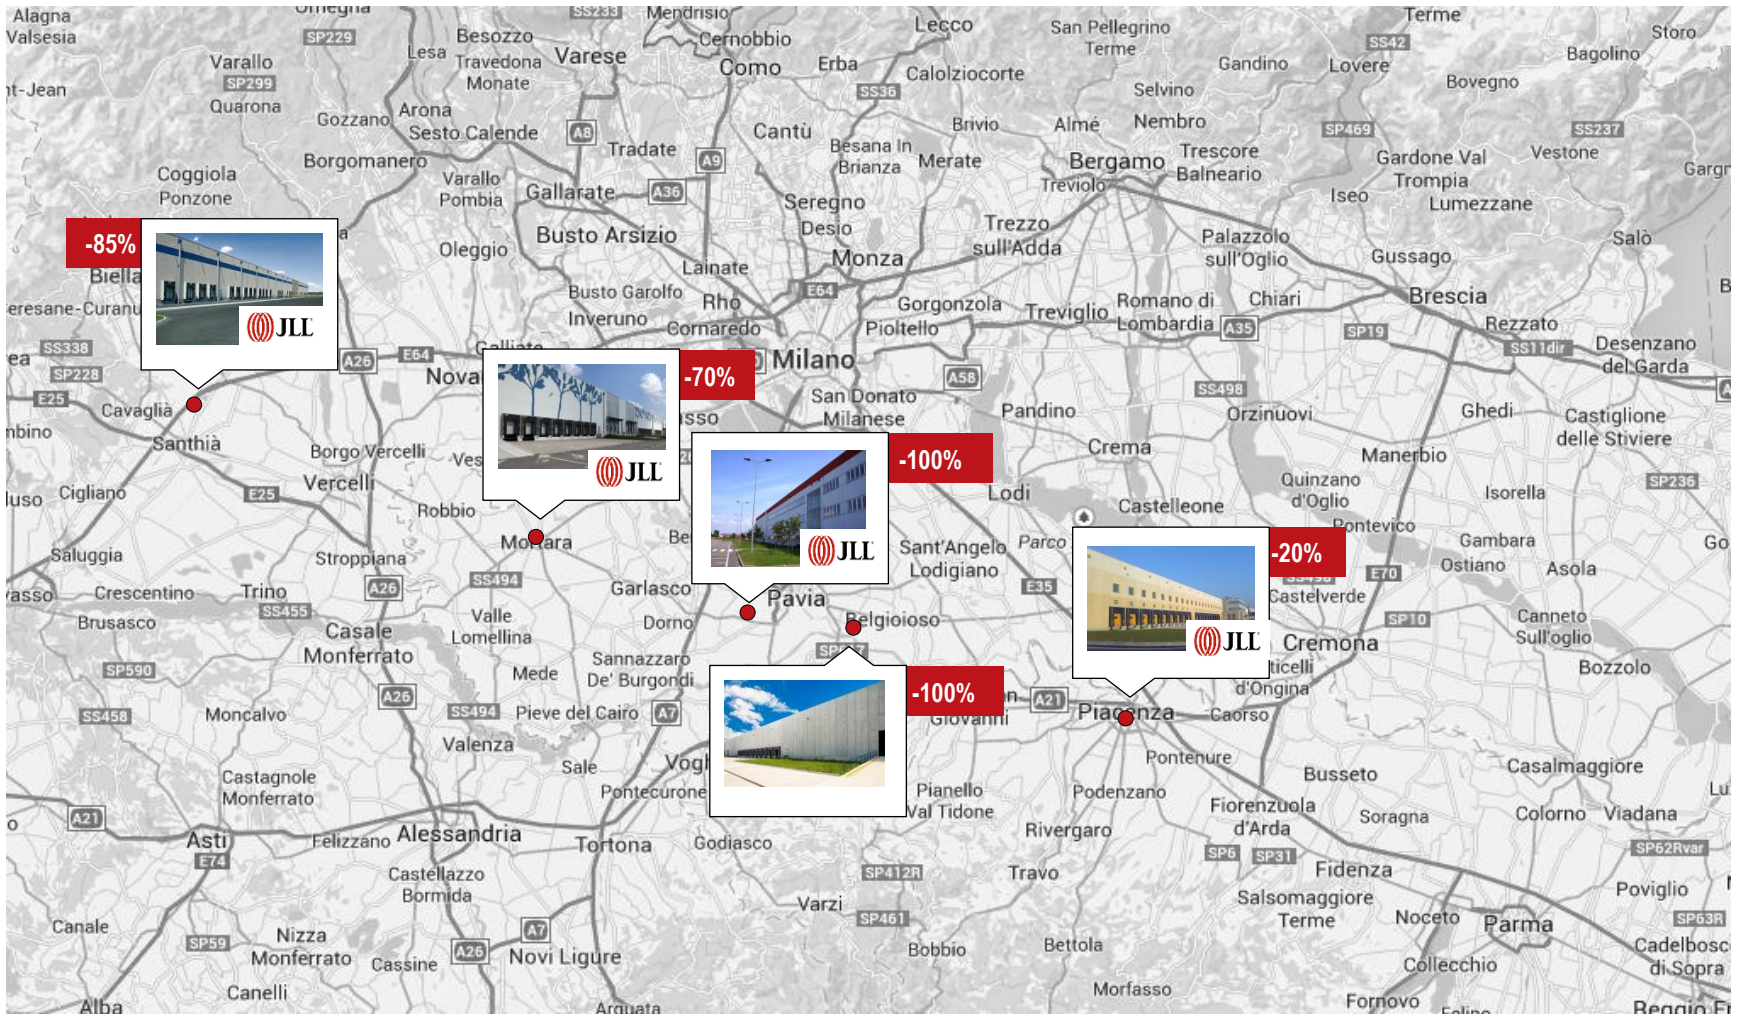 Alagna
Valsesia
SP229
Lesa
Besozzo
Travedona
Monate
Varese
SS233
Mendrisio
Cernobbio
Como
Erba
Lecco
Calolziocorte
San Pellegrino
Terme
Gandino
SS42
Terme
Lovere
Bovegno
Bagolino
Storo
Varallo
SP299
Quarona
nt-Jean
Gozzano
Arona
Sesto Calende
A8
Tradate
A9
Cantù
SS36
Besana In
Brianza
Brivio
Merate
Selvino
Almé
Nembro
SP469
SS237
Vestone
Gardone Val
Trompia
Lumezzane
Coggiola
Ponzone
Borgomanero
Varallo
Pombia
Gallarate
A36
Seregno
Desio
Bergamo
Treviolo
Trescore
Balneario
Iseo
-85%
Biella
Oleggio
Busto Arsizio
Lainate
Monza
Trezzo
sull'Adda
Palazzolo
sull'Oglio
Gussago
Salò
JLL
Busto Garolfo
Inveruno
Rho
Cornaredo
E64
Gorgonzola
Pioltello
Treviglio
Romano di
Lombardia
A35
Chiari
Brescia
SP19
Rezzato
SS11dir
Desenzano
del Garda
SS338
SP228
E25
A26
E64
Galliate
-70%
Milano
A58
San Donato
Milanese
Pandino
SS498
Orzinuovi
Ghedi
Castiglione
delle Stiviere
Cavaglià
Santhià
Borgo Vercelli
Vercelli
JLL
-100%
Crema
Manerbio
Cigliano
E25
Robbio
Lodi
Castelleone
Quinzano
d'Oglio
Isorella
SP236
Pontevico
Saluggia
Stroppiana
Mortara
JLL
Sant'Angelo
Lodigiano
Parco
-20%
Gambara
Ostiano
Asola
Crescentino
Trino
SS455
A26
SS494
Garlasco
Pavia
E35
SS498
E70
Castelverde
JLL
Brusasco
Casale
Monferrato
Valle
Lomellina
Dorno
Belgioioso
Cremona
SP10
Canneto
Sull'oglio
SP590
Mede
Sannazzaro
De' Burgondi
d'Ongina
Bozzolo
SS458
Moncalvo
A26
SS494
Pieve del Cairo
A7
-100%
Giovanni
A21
Piacenza
Caorso
Valenza
Sale
Pontenure
Castagnole
Monferrato
Pontecurone
Pianello
Val Tidone
Podenzano
Busseto
Casalmaggiore
A21
Asti
E74
Felizzano
Alessandria
Tortona
Godiasco
Rivergaro
Fiorenzuola
d'Arda
Soragna
Colorno
Viadana
SP6
SP31
SP62Rvar
Castellazzo
Bormida
SP412R
Travo
Fidenza
Poviglio
Canale
SP59
Nizza
Monferrato
Cassine
A26
A7
Novi Ligure
Varzi
SP461
Bobbio
Bettola
Salsomaggiore
Terme
Noceto
Parma
SP63R
Cadelbosc
di Sopra
Collecchio
Alba
Canelli
Arquata
Morfasso
Fornovo